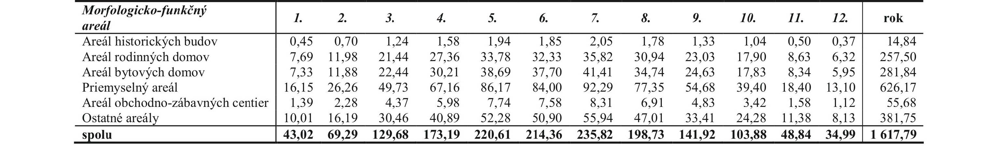 Morfologicko-funkčný
areál 1. 2. 3. 4. 5. 6. 7. 8. 9. 10. 11. 12. rok
Areál historických budov 0,45 0,70 1,24 1,58 1,94 1,85 2,05 1,78 1,33 1,04 0,50 0,37 14,84
Areál rodinných domov 7,69 11,98 21,44 27,36 33,78 32,33 35,82 30,94 23,03 17,90 8,63 6,32 257,50
Areál bytových domov 7,33 11,88 22,44 30,21 38,69 37,70 41,41 34,74 24,63 17,83 8,34 5,95 281,84
Priemyselný areál 16,15 26,26 49,73 67,16 86,17 84,00 92,29 77,35 54,68 39,40 18,40 13,10 626,17
Areál obchodno-zábavných centier 1,39 2,28 4,37 5,98 7,74 7,58 8,31 6,91 4,83 3,42 1,58 1,12 55,68
Ostatné areály 10,01 16,19 30,46 40,89 52,28 50,90 55,94 47,01 33,41 24,28 11,38 8,13 381,75
spolu 43,02 69,29 129,68 173,19 220,61 214,36 235,82 198,73 141,92 103,88 48,84 34,99 1 617,79